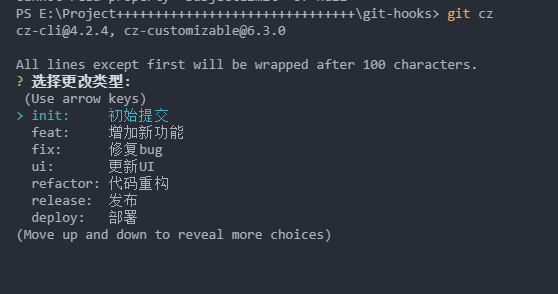 PS E:\Project+++++++++++++++++++++++++++++++\git-hooks> git cz
cz-cli@4.2.4, cz-customizable@6.3.0
All lines except first will be wrapped after 100 characters.
? 选择更改类型:
(Use arrow keys)
> init: 初始提交
feat: 增加新功能
fix: 修复bug
ui: 更新UI
refactor: 代码重构
release: 发布
deploy: 部署
(Move up and down to reveal more choices)